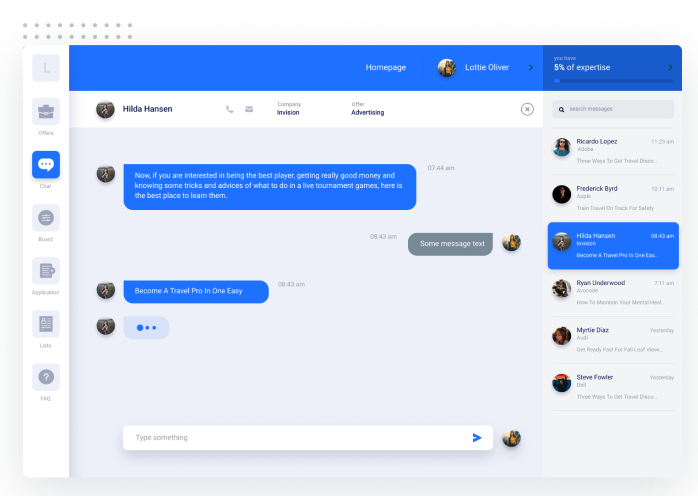 L
Offers
Chat
Board
Application
Lists
FAQ
Homepage
Lottie Oliver
Hilda Hansen
Company
Invision
Offer
Advertising
07:44 am
Now, if you are interested in being the best player, getting really good money and
knowing some tricks and advices of what to do in a live tournament games, here is
the best place to learn them.
08:43 am
Some message text
Become A Travel Pro In One Easy
08:43 am
Type something
you have
5% of expertise
search messages
Ricardo Lopez
11:23 am
Adobe
Three Ways To Get Travel Disco...
Frederick Byrd
10:11 am
Apple
Train Travel On Track For Safety
Hilda Hansen
08:43 am
Invision
Become A Travel Pro In One Eas..
Ryan Underwood
7:11 am
Avocode
How To Maintain Your Mental Heal..
Myrtie Diaz
Yesterday
Audi
Get Ready Fast For Fall Leaf Viewi...
Steve Fowler
Yesterday
Dell
Three Ways To Get Travel Disco...